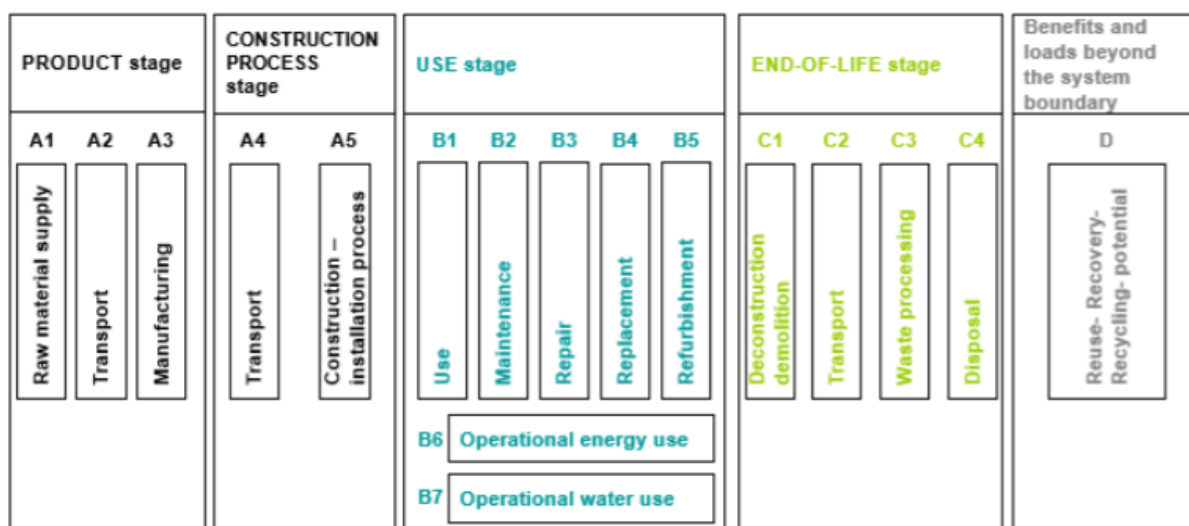 PRODUCT stage
CONSTRUCTION
PROCESS
stage
USE stage
END-OF-LIFE stage
Benefits and
loads beyond
the system
boundary
A1
A2
A3
A4
A5
B1
B2
B3
B4
B5
C1
C2
C3
C4
D
Raw material supply
Transport
Manufacturing
Transport
Construction –
installation process
Use
Maintenance
Repair
Replacement
Refurbishment
Deconstruction
demolition
Transport
Waste processing
Disposal
Reuse- Recovery-
Recycling- potential
B6 Operational energy use
B7 Operational water use